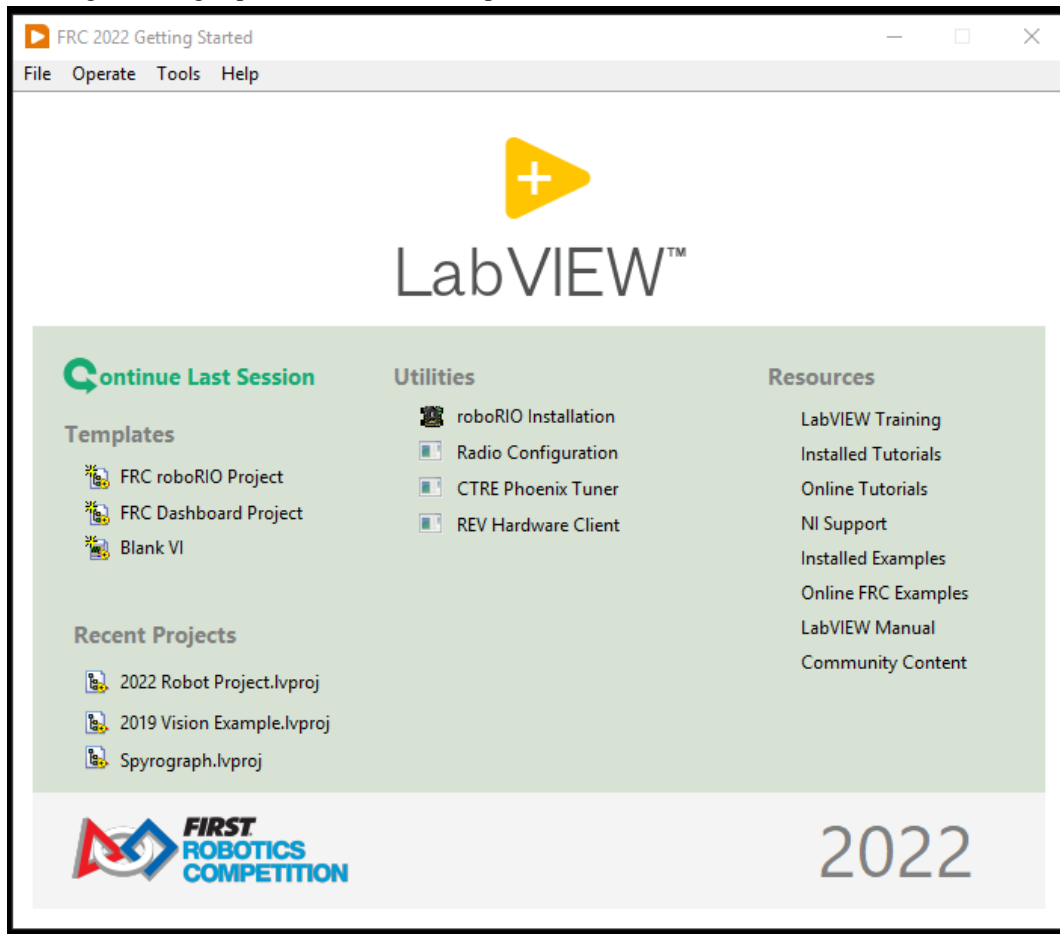 FRC 2022 Getting Started
File Operate Tools Help
LabVIEW™
Continue Last Session
Templates
FRC roboRIO Project
FRC Dashboard Project
Blank VI
Recent Projects
2022 Robot Project.lvproj
2019 Vision Example.lvproj
Spyrograph.lvproj
Utilities
roboRIO Installation
Radio Configuration
CTRE Phoenix Tuner
REV Hardware Client
Resources
LabVIEW Training
Installed Tutorials
Online Tutorials
NI Support
Installed Examples
Online FRC Examples
LabVIEW Manual
Community Content
FIRST
ROBOTICS
COMPETITION
2022